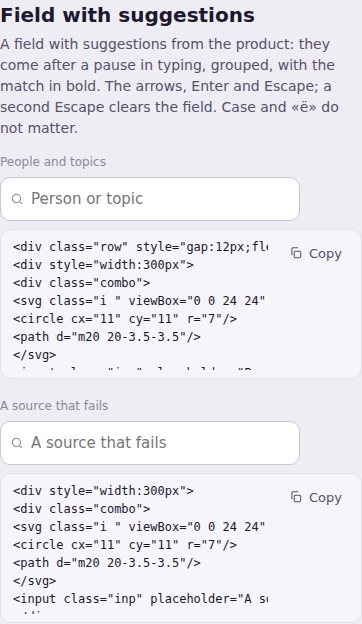 Field with suggestions
A field with suggestions from the product: they
come after a pause in typing, grouped, with the
match in bold. The arrows, Enter and Escape; a
second Escape clears the field. Case and «ё» do
not matter.
People and topics
Person or topic
<div class="row" style="gap:12px;fle
Copy
<div style="width:300px">
<div class="combo">
<svg class="i " viewBox="0 0 24 24"
<circle cx="11" cy="11" r="7"/>
<path d="m20 20-3.5-3.5"/>
</svg>
A source that fails
A source that fails
<div style="width:300px">
Copy
<div class="combo">
<svg class="i " viewBox="0 0 24 24"
<circle cx="11" cy="11" r="7"/>
<path d="m20 20-3.5-3.5"/>
</svg>
<input class="inp" placeholder="A so